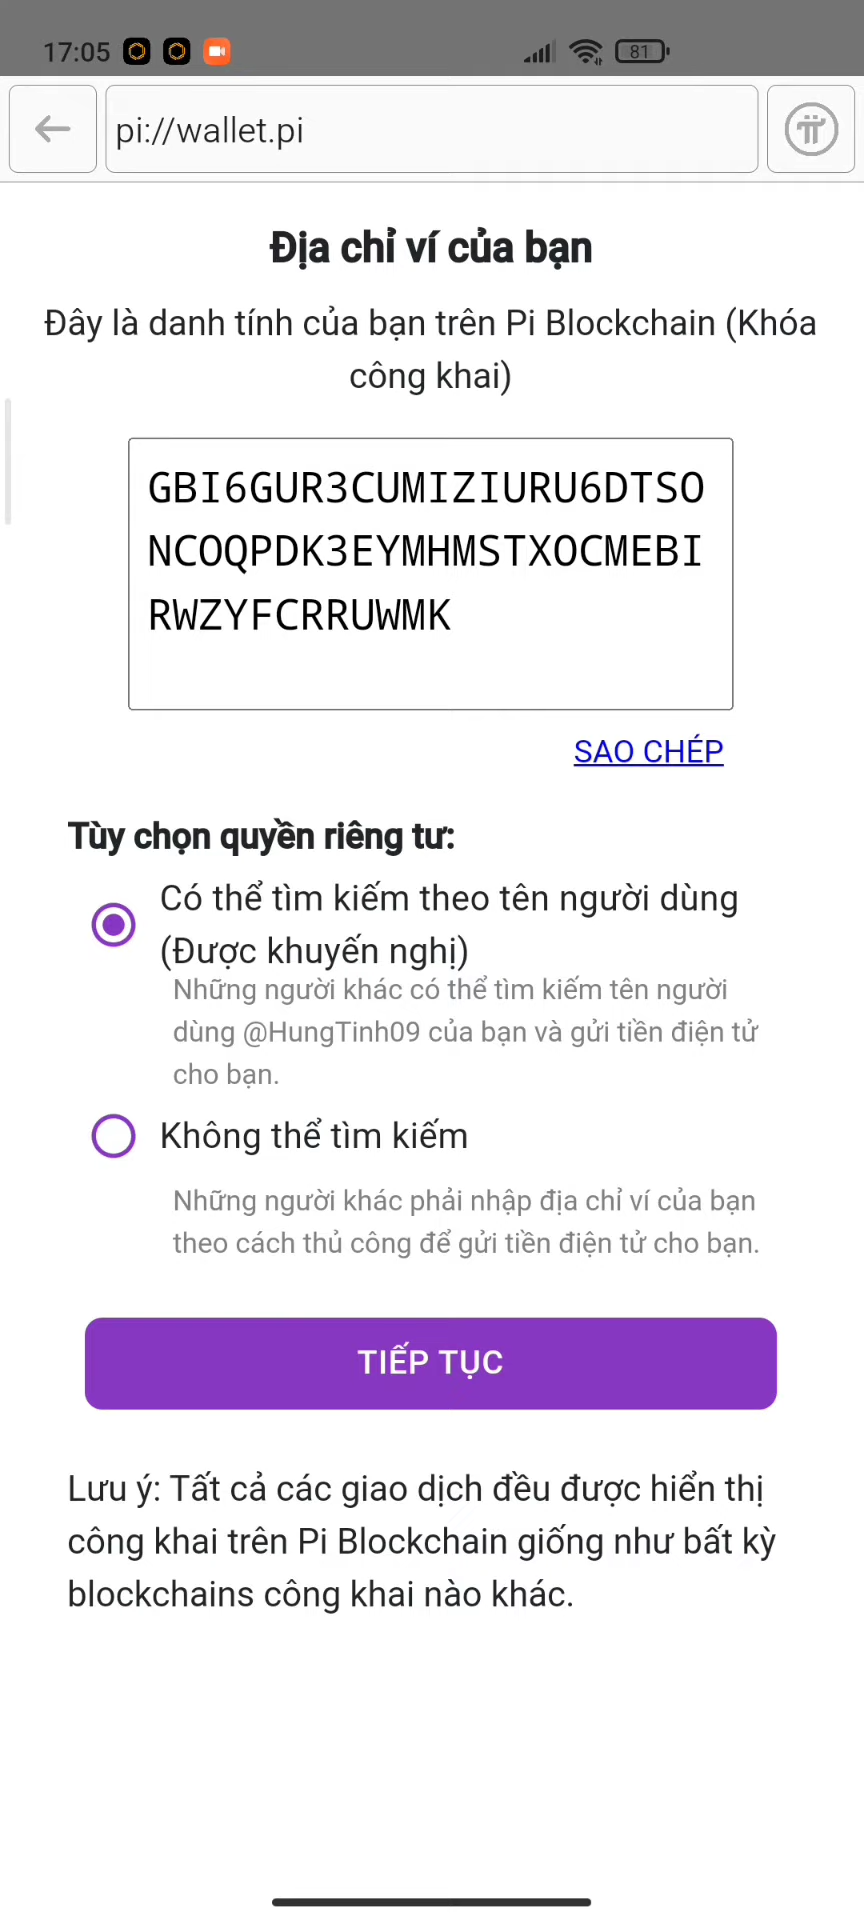 17:05
81
pi://wallet.pi
Địa chỉ ví của bạn
Đây là danh tính của bạn trên Pi Blockchain (Khóa
công khai)
GBI6GUR3CUMIZIURU6DTSO
NCOQPDK3EYMHMSTXOCMEBI
RWZYFCRRUWMK
SAO CHÉP
Tùy chọn quyền riêng tư:
Có thể tìm kiếm theo tên người dùng
(Được khuyến nghị)
Những người khác có thể tìm kiếm tên người
dùng @HungTinh09 của bạn và gửi tiền điện tử
cho bạn.
Không thể tìm kiếm
Những người khác phải nhập địa chỉ ví của bạn
theo cách thủ công để gửi tiền điện tử cho bạn.
TIẾP TỤC
Lưu ý: Tất cả các giao dịch đều được hiển thị
công khai trên Pi Blockchain giống như bất kỳ
blockchains công khai nào khác.